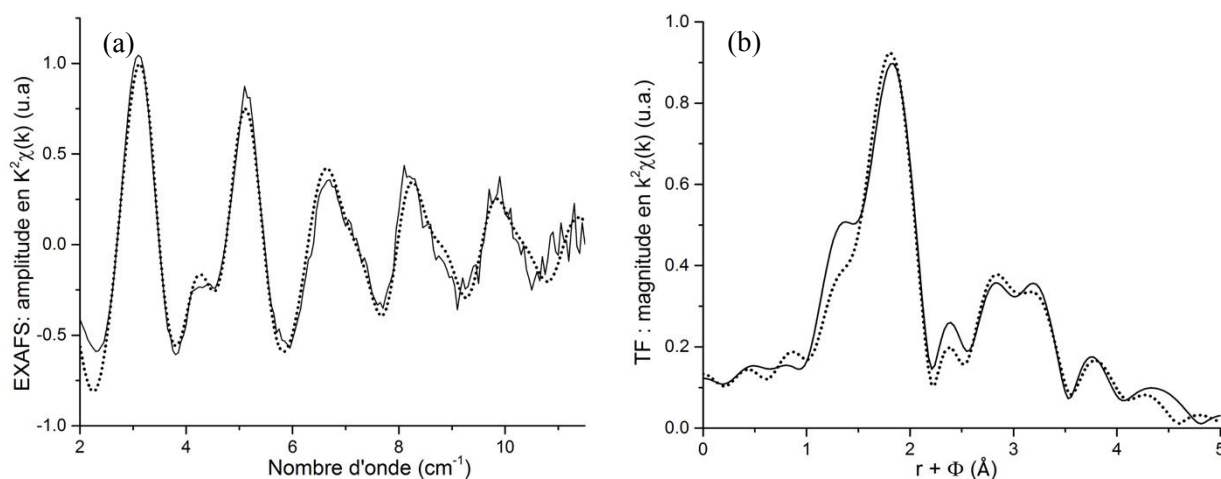 (a)
EXAFS: amplitude en K²χ(k) (u.a)
1.0
0.5
0.0
-0.5
-1.0
2 4 6 8 10
Nombre d'onde (cm⁻¹)
(b)
TF : magnitude en k²χ(k) (u.a.)
1.0
0.8
0.6
0.4
0.2
0.0
0 1 2 3 4 5
r + Φ (Å)